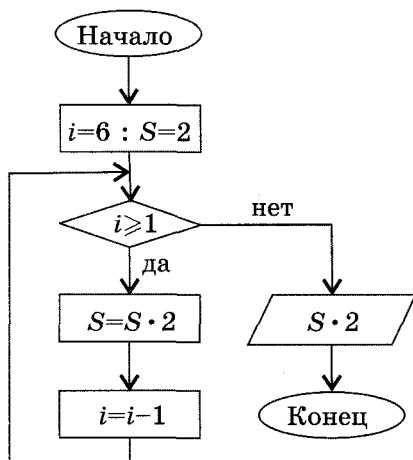 Начало
i=6 : S=2
i⩾1
нет
да
S=S·2
S·2
i=i–1
Конец